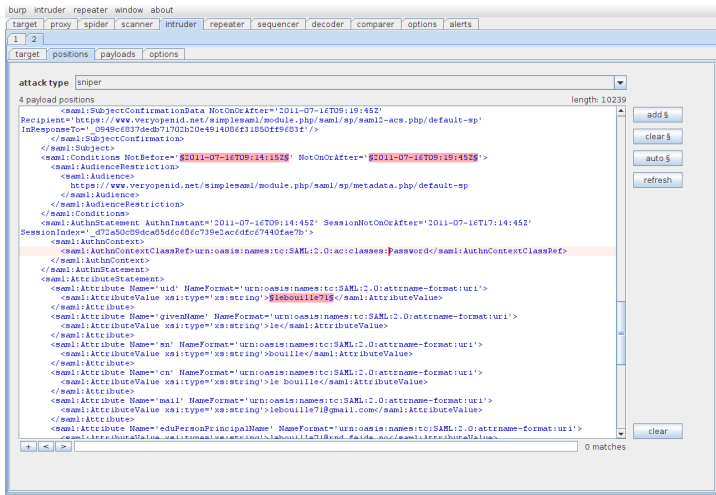 burp intruder repeater window about
target proxy spider scanner intruder repeater sequencer decoder comparer options alerts
1 2
target positions payloads options
attack type sniper
4 payload positions length: 10239
<saml:SubjectConfirmationData NotOnOrAfter='2011-07-16T09:19:45Z'
Recipient='https://www.veryopenid.net/simplesaml/module.php/saml/sp/saml2-acs.php/default-sp'
InResponseTo='_0949c6837dedb71702b20e4914086f31850ff9683f'/>
</saml:SubjectConfirmation>
</saml:Subject>
<saml:Conditions NotBefore='§2011-07-16T09:14:15Z§' NotOnOrAfter='§2011-07-16T09:19:45Z§'>
<saml:AudienceRestriction>
<saml:Audience>
https://www.veryopenid.net/simplesaml/module.php/saml/sp/metadata.php/default-sp
</saml:Audience>
</saml:AudienceRestriction>
</saml:Conditions>
<saml:AuthnStatement AuthnInstant='2011-07-16T09:14:45Z' SessionNotOnOrAfter='2011-07-16T17:14:45Z'
SessionIndex='_d72a50c89dca85d6c686c739e2ac6dfc67440fae7b'>
<saml:AuthnContext>
<saml:AuthnContextClassRef>urn:oasis:names:tc:SAML:2.0:ac:classes:Password</saml:AuthnContextClassRef>
</saml:AuthnContext>
</saml:AuthnStatement>
<saml:AttributeStatement>
<saml:Attribute Name='uid' NameFormat='urn:oasis:names:tc:SAML:2.0:attrname-format:uri'>
<saml:AttributeValue xsi:type='xs:string'>§lebouille71§</saml:AttributeValue>
</saml:Attribute>
<saml:Attribute Name='givenName' NameFormat='urn:oasis:names:tc:SAML:2.0:attrname-format:uri'>
<saml:AttributeValue xsi:type='xs:string'>le</saml:AttributeValue>
</saml:Attribute>
<saml:Attribute Name='sn' NameFormat='urn:oasis:names:tc:SAML:2.0:attrname-format:uri'>
<saml:AttributeValue xsi:type='xs:string'>bouille</saml:AttributeValue>
</saml:Attribute>
<saml:Attribute Name='cn' NameFormat='urn:oasis:names:tc:SAML:2.0:attrname-format:uri'>
<saml:AttributeValue xsi:type='xs:string'>le bouille</saml:AttributeValue>
</saml:Attribute>
<saml:Attribute Name='mail' NameFormat='urn:oasis:names:tc:SAML:2.0:attrname-format:uri'>
<saml:AttributeValue xsi:type='xs:string'>lebouille71@gmail.com</saml:AttributeValue>
</saml:Attribute>
<saml:Attribute Name='eduPersonPrincipalName' NameFormat='urn:oasis:names:tc:SAML:2.0:attrname-format:uri'>
<saml:AttributeValue xsi:type='xs:string'>lebouille71@rnd.feide.no</saml:AttributeValue>
add §
clear §
auto §
refresh
clear
+ < > 0 matches